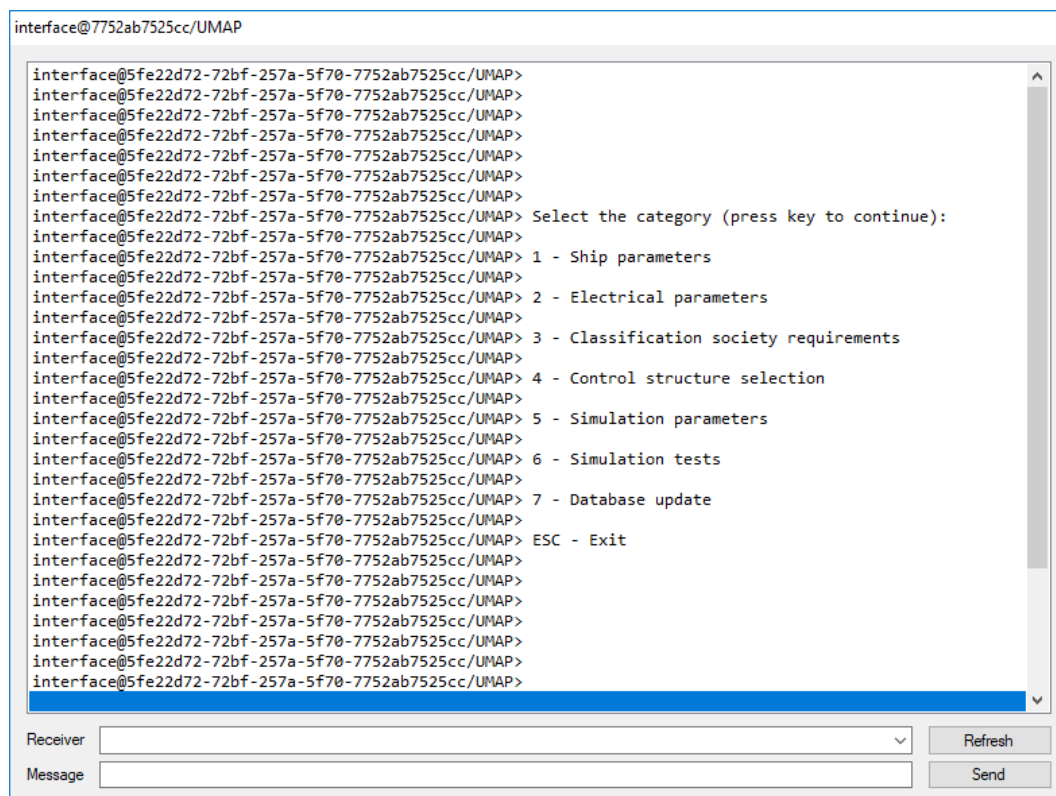 interface@7752ab7525cc/UMAP
interface@5fe22d72-72bf-257a-5f70-7752ab7525cc/UMAP>
interface@5fe22d72-72bf-257a-5f70-7752ab7525cc/UMAP>
interface@5fe22d72-72bf-257a-5f70-7752ab7525cc/UMAP>
interface@5fe22d72-72bf-257a-5f70-7752ab7525cc/UMAP>
interface@5fe22d72-72bf-257a-5f70-7752ab7525cc/UMAP>
interface@5fe22d72-72bf-257a-5f70-7752ab7525cc/UMAP>
interface@5fe22d72-72bf-257a-5f70-7752ab7525cc/UMAP>
interface@5fe22d72-72bf-257a-5f70-7752ab7525cc/UMAP> Select the category (press key to continue):
interface@5fe22d72-72bf-257a-5f70-7752ab7525cc/UMAP>
interface@5fe22d72-72bf-257a-5f70-7752ab7525cc/UMAP> 1 - Ship parameters
interface@5fe22d72-72bf-257a-5f70-7752ab7525cc/UMAP>
interface@5fe22d72-72bf-257a-5f70-7752ab7525cc/UMAP> 2 - Electrical parameters
interface@5fe22d72-72bf-257a-5f70-7752ab7525cc/UMAP>
interface@5fe22d72-72bf-257a-5f70-7752ab7525cc/UMAP> 3 - Classification society requirements
interface@5fe22d72-72bf-257a-5f70-7752ab7525cc/UMAP>
interface@5fe22d72-72bf-257a-5f70-7752ab7525cc/UMAP> 4 - Control structure selection
interface@5fe22d72-72bf-257a-5f70-7752ab7525cc/UMAP>
interface@5fe22d72-72bf-257a-5f70-7752ab7525cc/UMAP> 5 - Simulation parameters
interface@5fe22d72-72bf-257a-5f70-7752ab7525cc/UMAP>
interface@5fe22d72-72bf-257a-5f70-7752ab7525cc/UMAP> 6 - Simulation tests
interface@5fe22d72-72bf-257a-5f70-7752ab7525cc/UMAP>
interface@5fe22d72-72bf-257a-5f70-7752ab7525cc/UMAP> 7 - Database update
interface@5fe22d72-72bf-257a-5f70-7752ab7525cc/UMAP>
interface@5fe22d72-72bf-257a-5f70-7752ab7525cc/UMAP> ESC - Exit
interface@5fe22d72-72bf-257a-5f70-7752ab7525cc/UMAP>
interface@5fe22d72-72bf-257a-5f70-7752ab7525cc/UMAP>
interface@5fe22d72-72bf-257a-5f70-7752ab7525cc/UMAP>
interface@5fe22d72-72bf-257a-5f70-7752ab7525cc/UMAP>
interface@5fe22d72-72bf-257a-5f70-7752ab7525cc/UMAP>
interface@5fe22d72-72bf-257a-5f70-7752ab7525cc/UMAP>
interface@5fe22d72-72bf-257a-5f70-7752ab7525cc/UMAP>
Receiver Refresh
Message Send